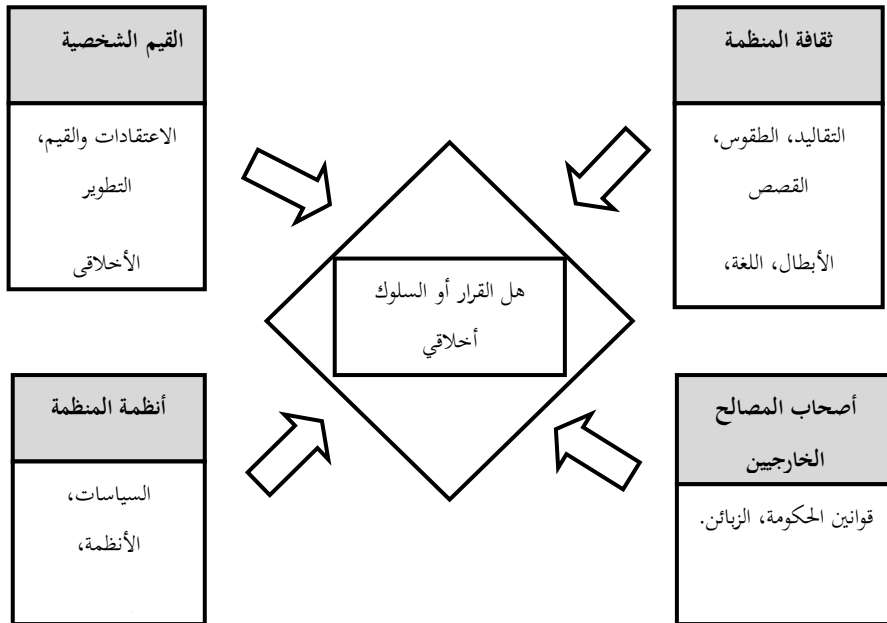 ثقافة المنظمة
التقاليد، الطقوس،
القصص
الأبطال، اللغة،
القيم الشخصية
الاعتقادات والقيم،
التطوير
الأخلاقي
هل القرار أو السلوك
أخلاقي
أصحاب المصالح
الخارجيين
قوانين الحكومة، الزبائن.
أنظمة المنظمة
السياسات،
الأنظمة،